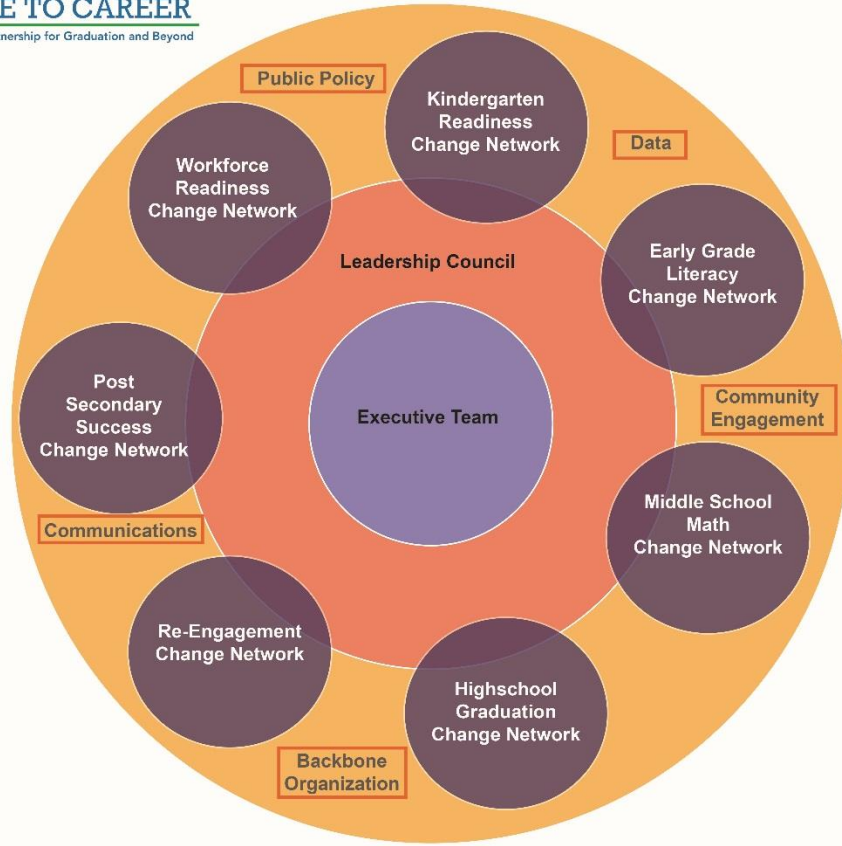 E TO CAREER
nership for Graduation and Beyond
Public Policy
Kindergarten
Readiness
Change Network
Data
Workforce
Readiness
Change Network
Leadership Council
Early Grade
Literacy
Change Network
Executive Team
Post
Secondary
Success
Change Network
Community
Engagement
Communications
Middle School
Math
Change Network
Re-Engagement
Change Network
Highschool
Graduation
Change Network
Backbone
Organization